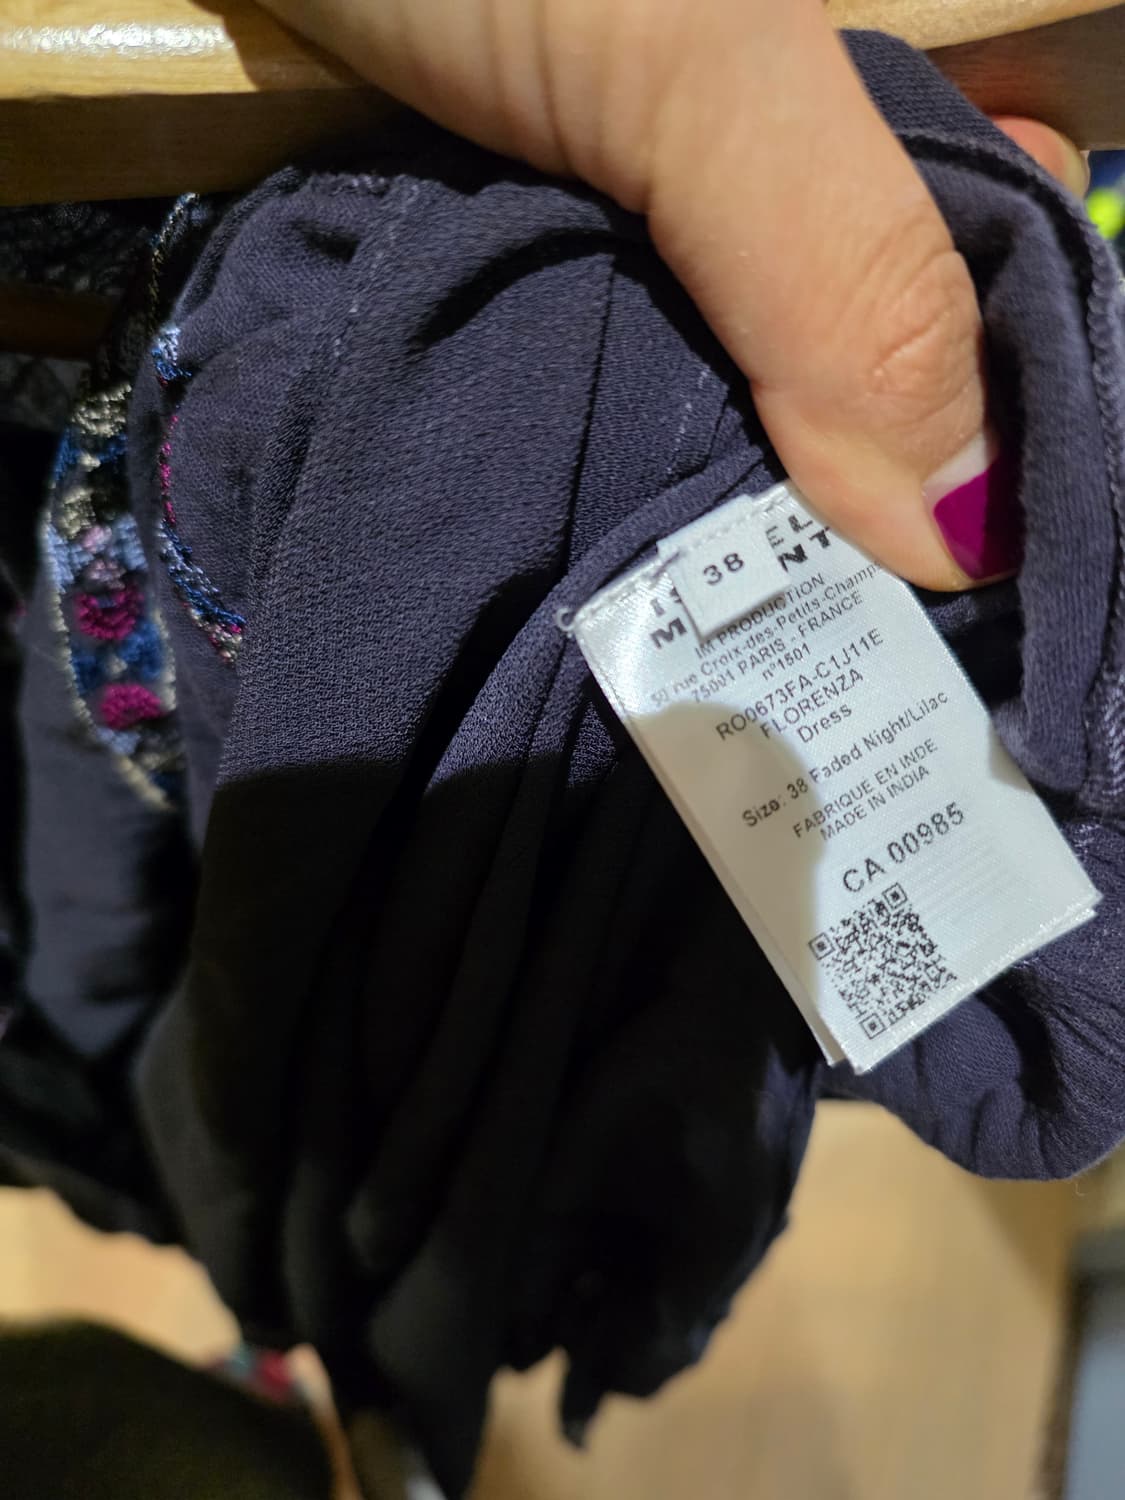 38
IM PRODUCTION
50 rue Croix-des-Petits-Champs
75001 PARIS - FRANCE
n°1501
RO0673FA-C1J11E
FLORENZA
Dress
Size: 38 Faded Night/Lilac
FABRIQUE EN INDE
MADE IN INDIA
CA 00985